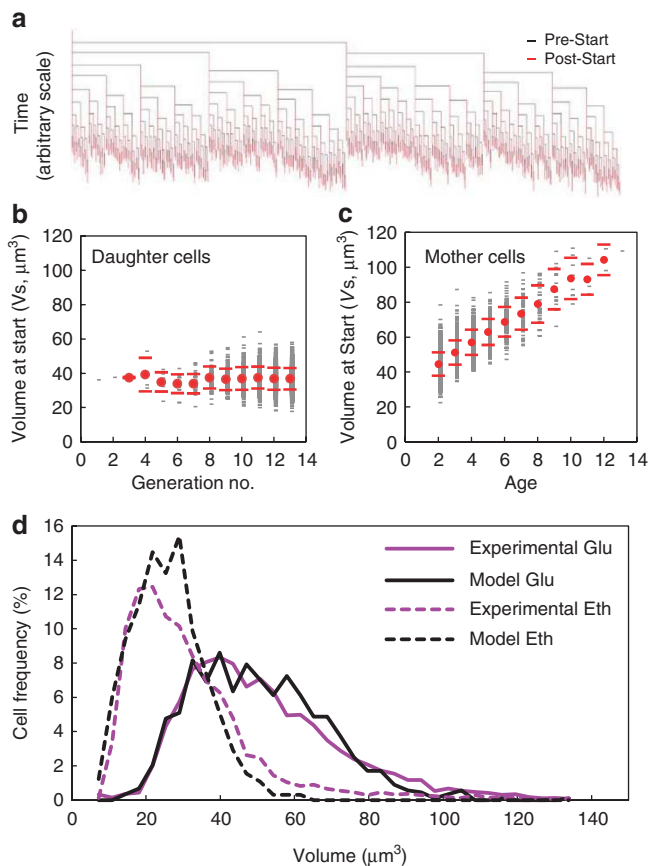 a
Pre-Start
Post-Start
Time
(arbitrary scale)
b
Daughter cells
Volume at start (Vs, μm³)
120
100
80
60
40
20
0
0 2 4 6 8 10 12 14
Generation no.
c
Mother cells
Volume at Start (Vs, μm³)
120
100
80
60
40
20
0
0 2 4 6 8 10 12 14
Age
d
Cell frequency (%)
16
14
12
10
8
6
4
2
0
0 20 40 60 80 100 120 140
Volume (μm³)
Experimental Glu
Model Glu
Experimental Eth
Model Eth